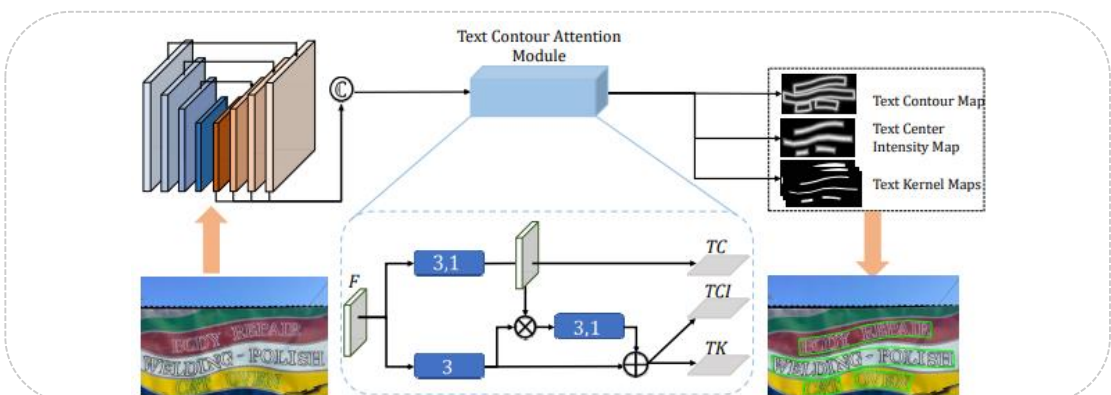 Text Contour Attention
Module
ℂ
Text Contour Map
Text Center
Intensity Map
Text Kernel Maps
F
3,1
TC
TCI
3,1
3
TK
BODY REPAIR
WELDING - POLISH
BODY REPAIR
WELDING - POLISH